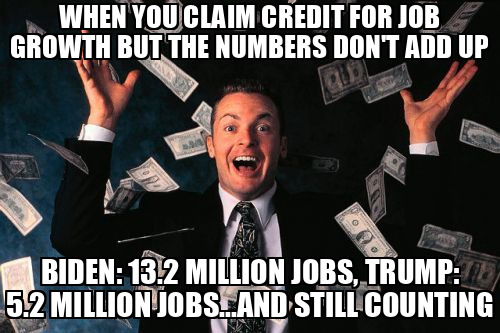 WHEN YOU CLAIM CREDIT FOR JOB
GROWTH BUT THE NUMBERS DON'T ADD UP
BIDEN: 13.2 MILLION JOBS, TRUMP:
5.2 MILLION JOBS...AND STILL COUNTING